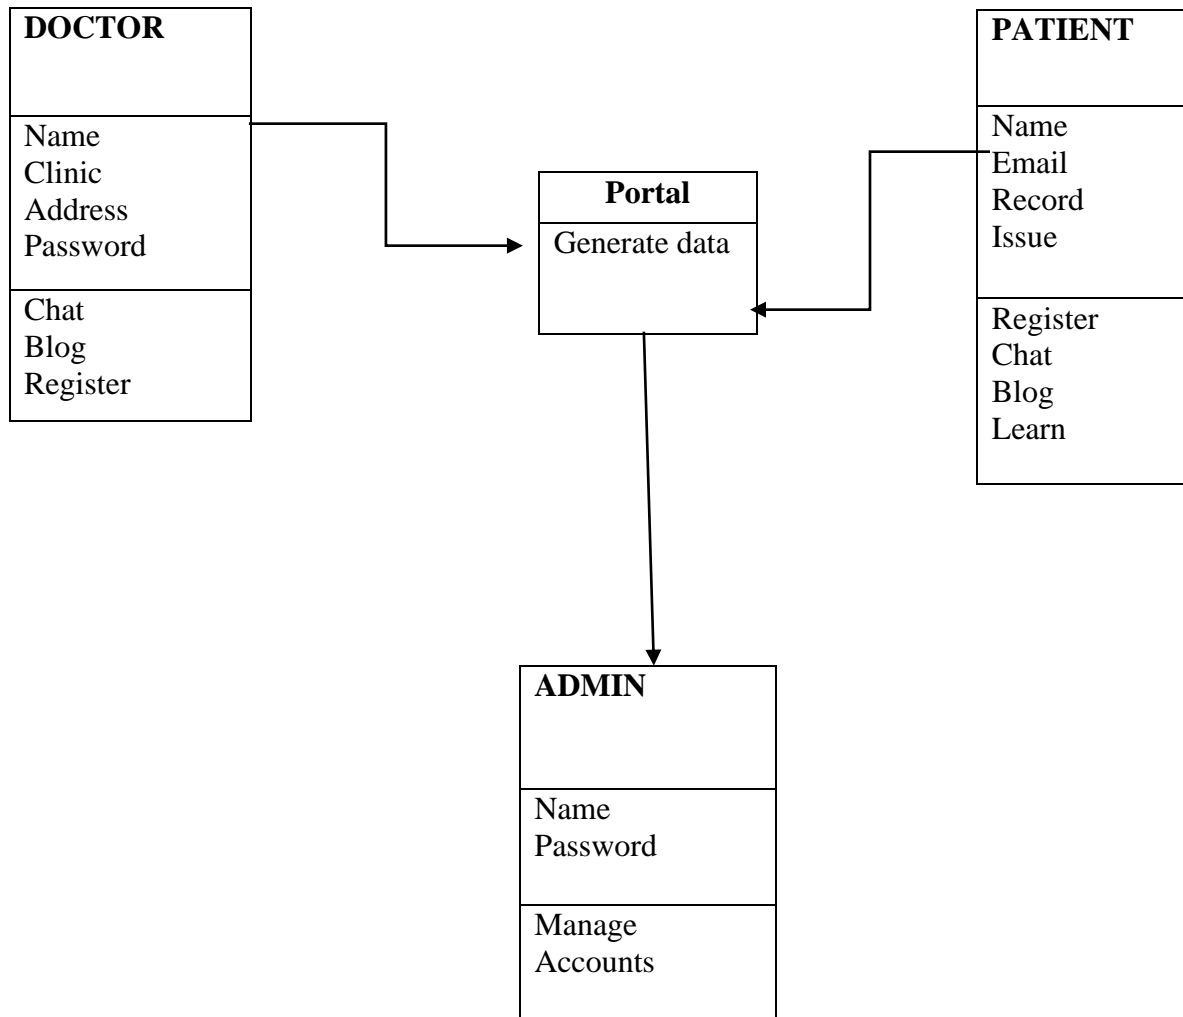 DOCTOR
Name
Clinic
Address
Password
Chat
Blog
Register
Portal
Generate data
PATIENT
Name
Email
Record
Issue
Register
Chat
Blog
Learn
ADMIN
Name
Password
Manage
Accounts